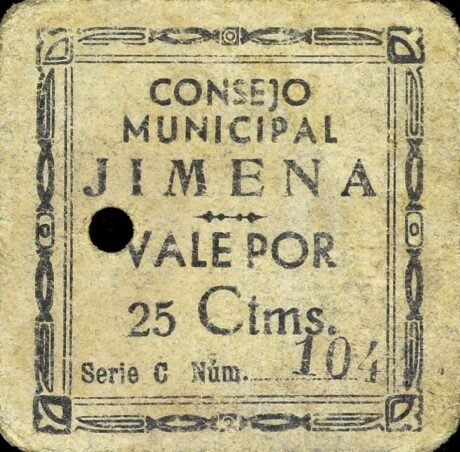 CONSEJO
MUNICIPAL
JIMENA
VALE POR
25 Ctms.
Serie C Núm. 104